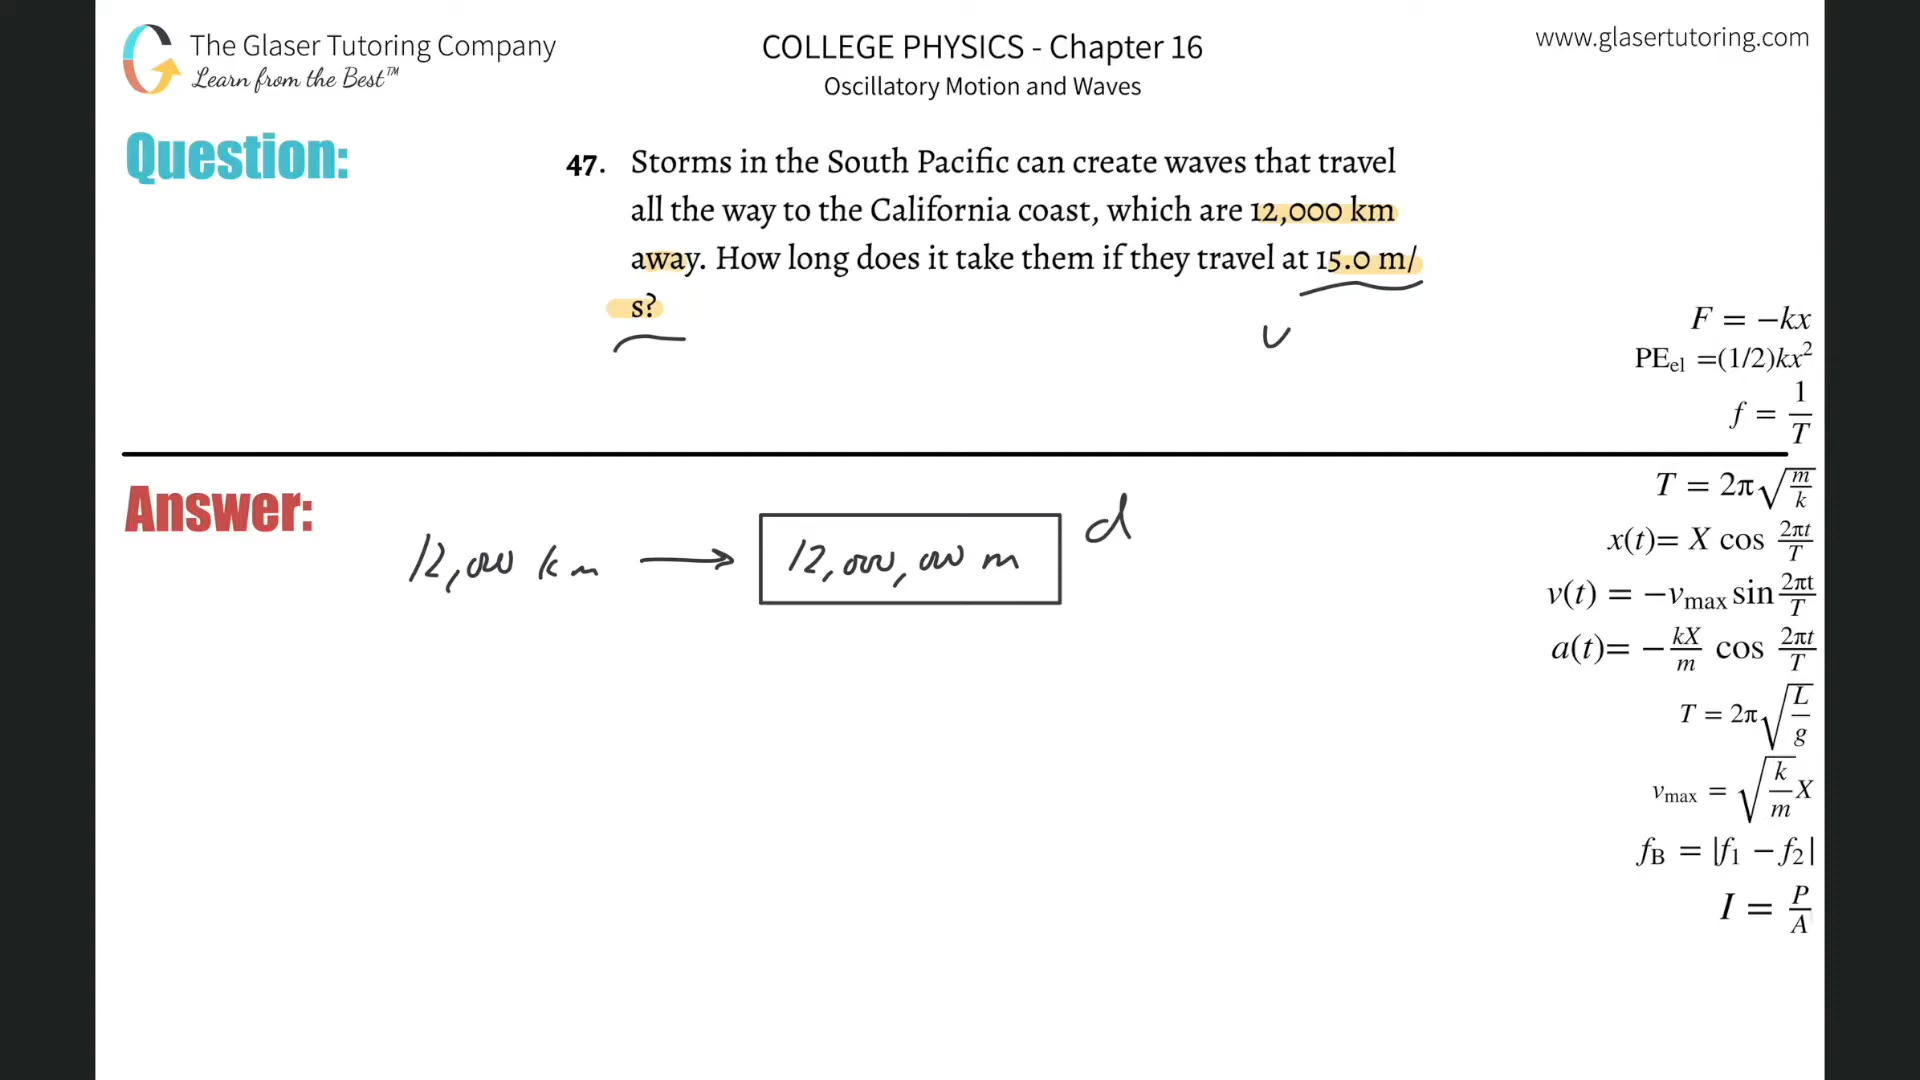 The Glaser Tutoring Company
Learn from the Best™
COLLEGE PHYSICS - Chapter 16
Oscillatory Motion and Waves
www.glasertutoring.com
Question:
47. Storms in the South Pacific can create waves that travel
all the way to the California coast, which are 12,000 km
away. How long does it take them if they travel at 15.0 m/
s?
v
F = −kx
PEel =(1/2)kx²
f = 1/T
Answer:
12,000 km → 12,000,000 m d
T = 2π√(m/k)
x(t)= X cos 2πt/T
v(t) = −vmax sin 2πt/T
a(t)= − kX/m cos 2πt/T
T = 2π√(L/g)
vmax = √(k/m) X
fB = |f1 − f2|
I = P/A